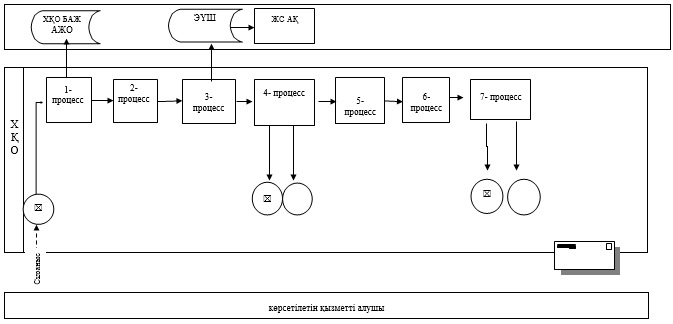 ХҚО БАЖ
АЖО
ЭҮШ
ЖС АҚ
Х
Қ
О
1-
процесс
2-
процесс
3-
процесс
4- процесс
5-
процесс
6-
процесс
7- процесс
Сұраныс
көрсетілетін қызметті алушы